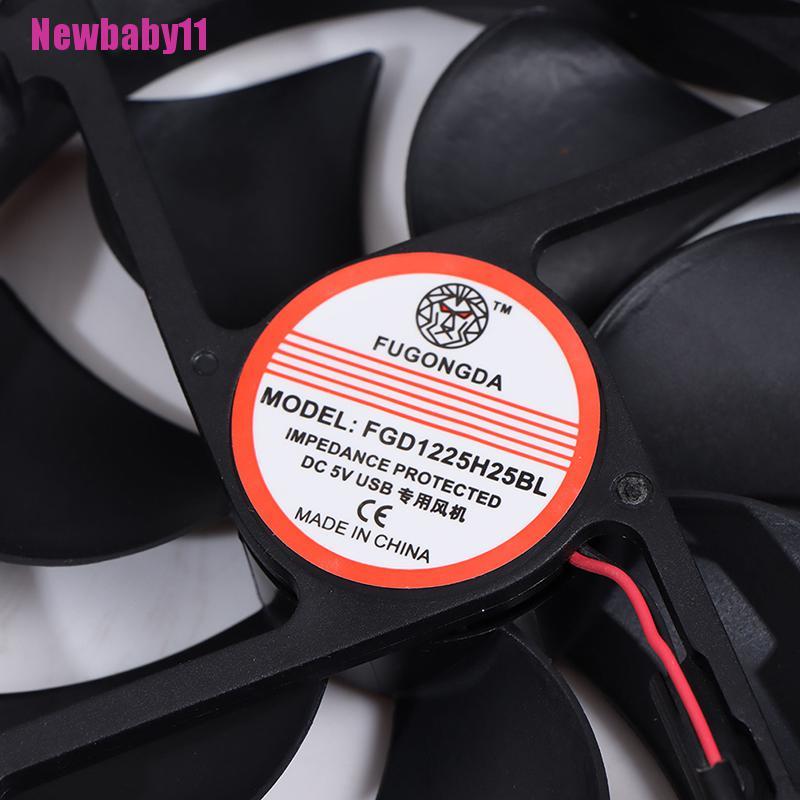 Newbaby11
TM
FUGONGDA
MODEL: FGD1225H25BL
IMPEDANCE PROTECTED
DC 5V USB 专用风机
CE
MADE IN CHINA